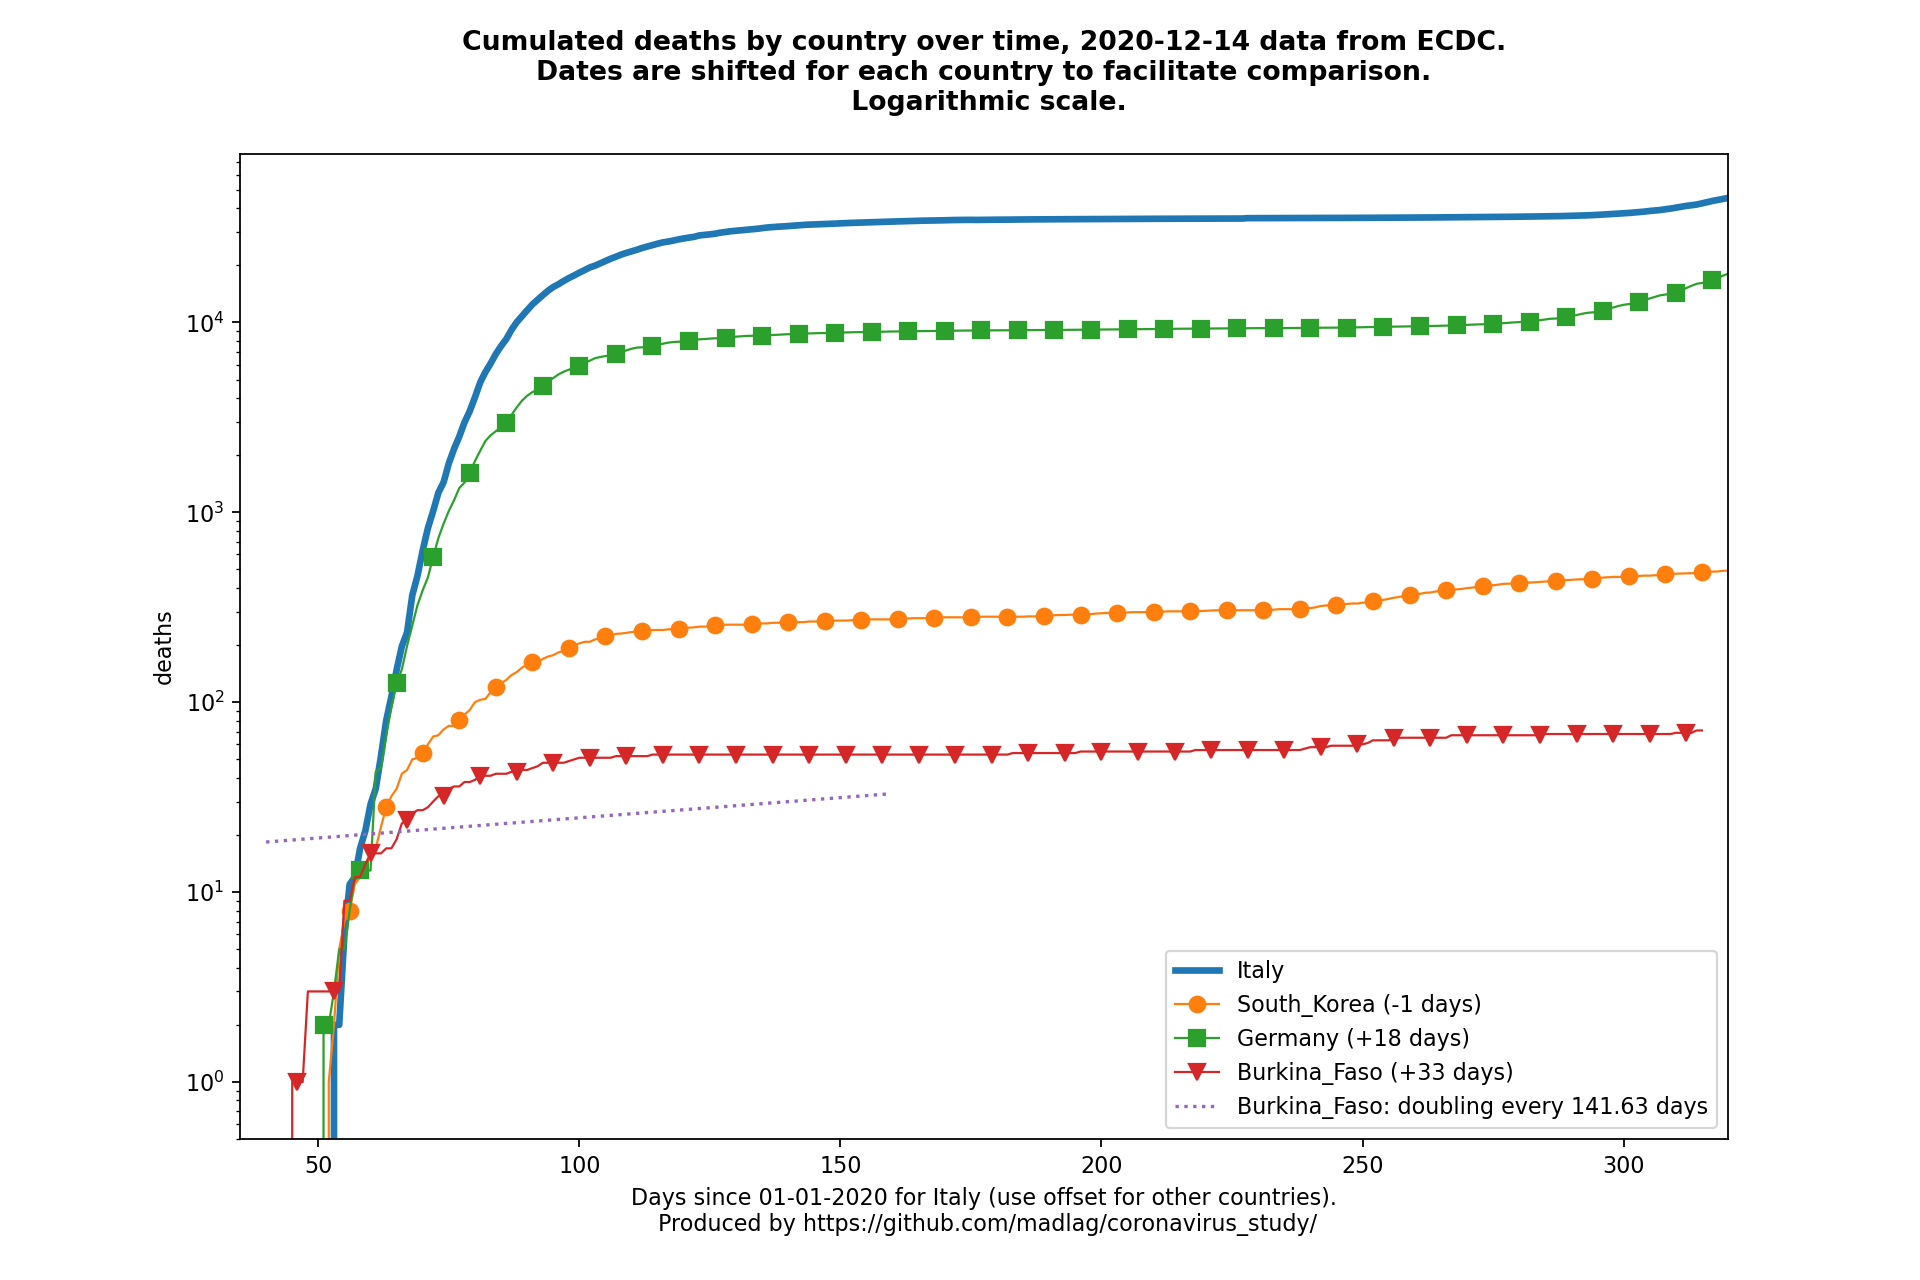 Cumulated deaths by country over time, 2020-12-14 data from ECDC.
Dates are shifted for each country to facilitate comparison.
Logarithmic scale.
deaths
10^4
10^3
10^2
10^1
10^0
50 100 150 200 250 300
Italy
South_Korea (-1 days)
Germany (+18 days)
Burkina_Faso (+33 days)
Burkina_Faso: doubling every 141.63 days
Days since 01-01-2020 for Italy (use offset for other countries).
Produced by https://github.com/madlag/coronavirus_study/